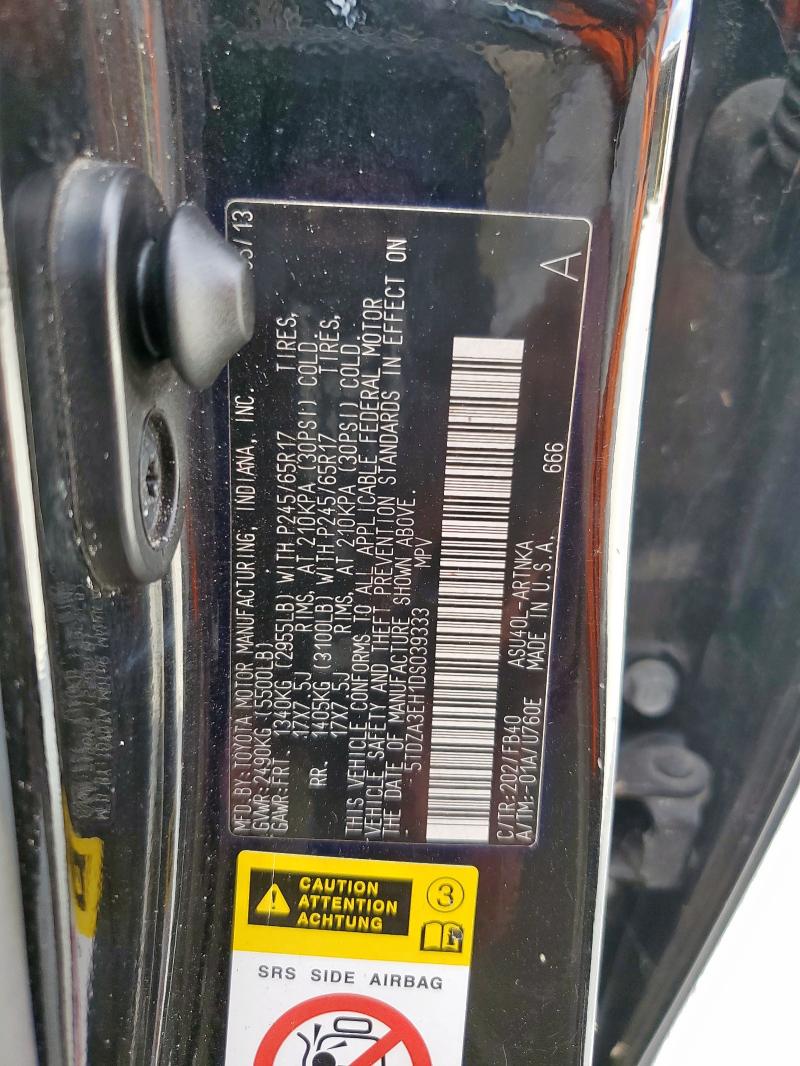 MFD. BY: TOYOTA MOTOR MANUFACTURING, INDIANA, INC. /13
GVWR: 2490KG (5500LB)
GAWR: FRT. 1340KG (2955LB) WITH P245/65R17 TIRES,
17X7.5J RIMS, AT 210KPA (30PSI) COLD.
RR. 1405KG (3100LB) WITH P245/65R17 TIRES,
17X7.5J RIMS, AT 210KPA (30PSI) COLD.
THIS VEHICLE CONFORMS TO ALL APPLICABLE FEDERAL MOTOR
VEHICLE SAFETY AND THEFT PREVENTION STANDARDS IN EFFECT ON
THE DATE OF MANUFACTURE SHOWN ABOVE.
5TDZA3EH1DS039333 MPV
C/TR: 202/FB40 ASU40L-ARTNKA 666 A
A/TM: -01A/U760E MADE IN U.S.A.
CAUTION
ATTENTION
ACHTUNG
3
SRS SIDE AIRBAG